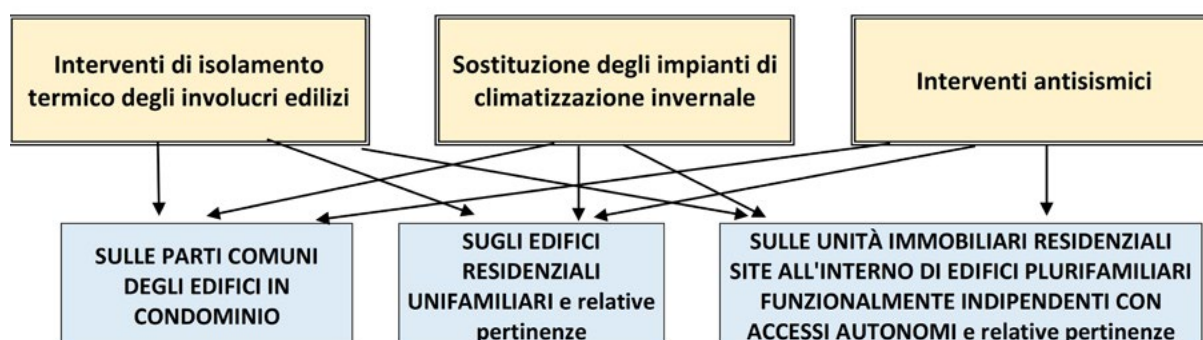 Interventi di isolamento
termico degli involucri edilizi
Sostituzione degli impianti di
climatizzazione invernale
Interventi antisismici
SULLE PARTI COMUNI
DEGLI EDIFICI IN
CONDOMINIO
SUGLI EDIFICI
RESIDENZIALI
UNIFAMILIARI e relative
pertinenze
SULLE UNITÀ IMMOBILIARI RESIDENZIALI
SITE ALL'INTERNO DI EDIFICI PLURIFAMILIARI
FUNZIONALMENTE INDIPENDENTI CON
ACCESSI AUTONOMI e relative pertinenze